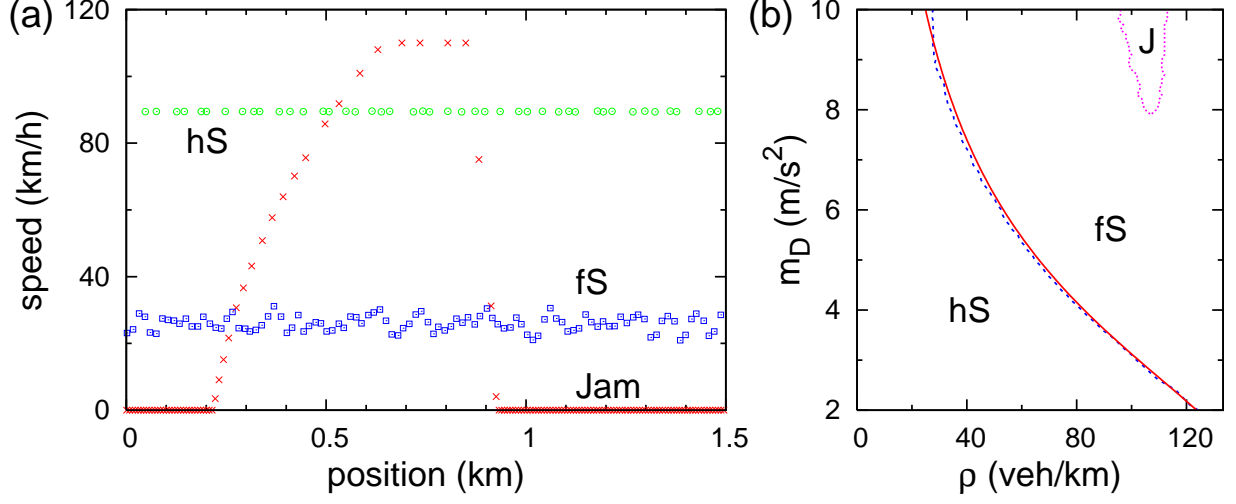 (a)
speed (km/h)
120
80
40
0
hS
fS
Jam
0 0.5 1 1.5
position (km)
(b)
m_D (m/s²)
10
8
6
4
2
J
fS
hS
0 40 80 120
ρ (veh/km)